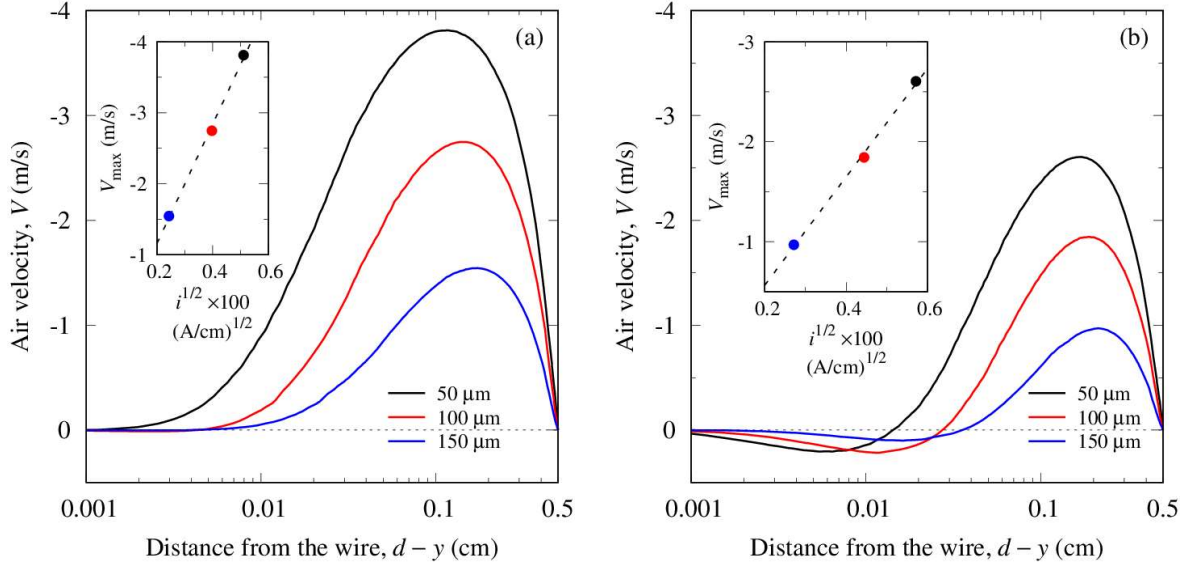 -4
-3
-2
-1
0
Air velocity, V (m/s)
0.001
0.01
0.1
0.5
Distance from the wire, d − y (cm)
(a)
-4
-3
-2
-1
V_max (m/s)
0.2
0.6
i^1/2 ×100
(A/cm)^1/2
50 µm
100 µm
150 µm
-4
-3
-2
-1
0
Air velocity, V (m/s)
0.001
0.01
0.1
0.5
Distance from the wire, d − y (cm)
(b)
-3
-2
-1
V_max (m/s)
0.2
0.4
0.6
i^1/2 ×100
(A/cm)^1/2
50 µm
100 µm
150 µm